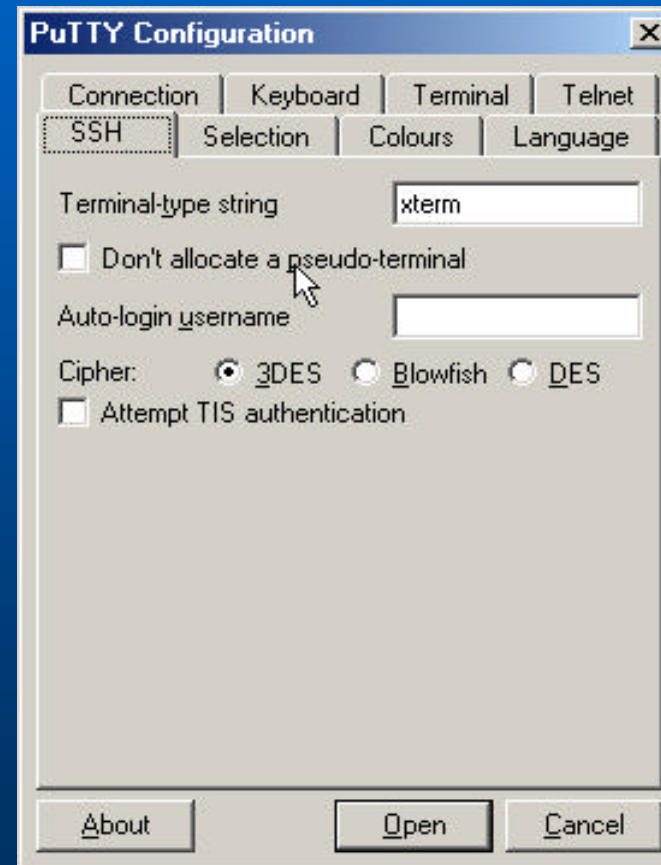 PuTTY Configuration
Connection Keyboard Terminal Telnet
SSH Selection Colours Language
Terminal-type string xterm
Don't allocate a pseudo-terminal
Auto-login username
Cipher: 3DES Blowfish DES
Attempt TIS authentication
About Open Cancel